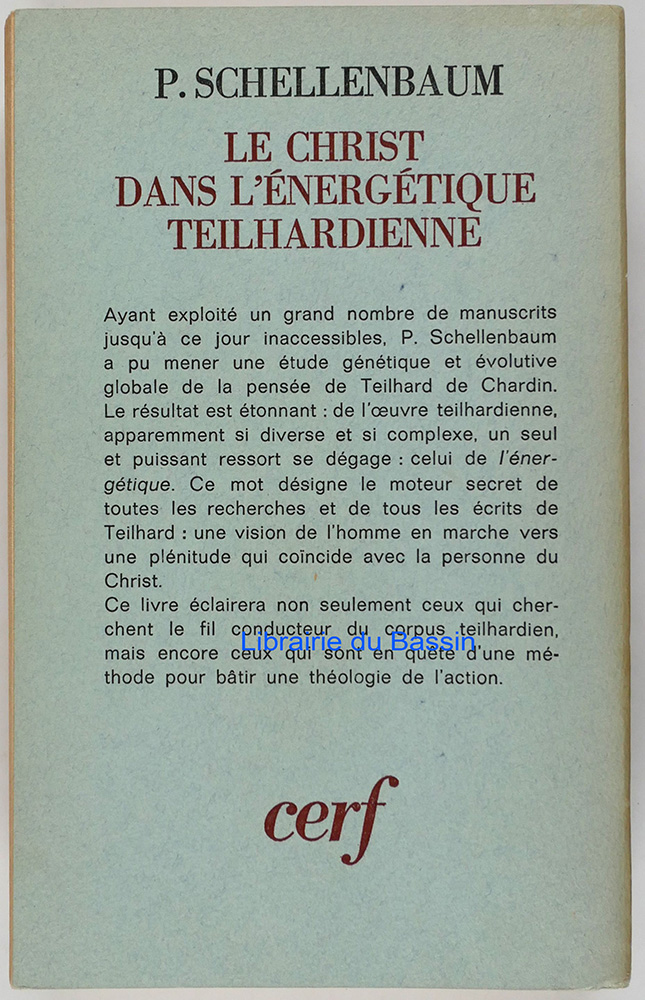 P. SCHELLENBAUM
LE CHRIST
DANS L'ÉNERGÉTIQUE
TEILHARDIENNE
Ayant exploité un grand nombre de manuscrits
jusqu'à ce jour inaccessibles, P. Schellenbaum
a pu mener une étude génétique et évolutive
globale de la pensée de Teilhard de Chardin.
Le résultat est étonnant : de l'œuvre teilhardienne,
apparemment si diverse et si complexe, un seul
et puissant ressort se dégage : celui de l'éner-
gétique. Ce mot désigne le moteur secret de
toutes les recherches et de tous les écrits de
Teilhard : une vision de l'homme en marche vers
une plénitude qui coïncide avec la personne du
Christ.
Ce livre éclairera non seulement ceux qui cher-
chent le fil conducteur du corpus teilhardien,
Librairie du Bassin
mais encore ceux qui sont en quête d'une mé-
thode pour bâtir une théologie de l'action.
cerf